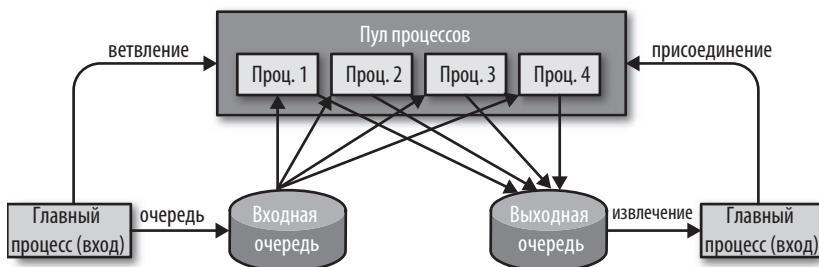 Пул процессов
ветвление
присоединение
Проц. 1
Проц. 2
Проц. 3
Проц. 4
Главный
процесс (вход)
очередь
Входная
очередь
Выходная
очередь
извлечение
Главный
процесс (вход)